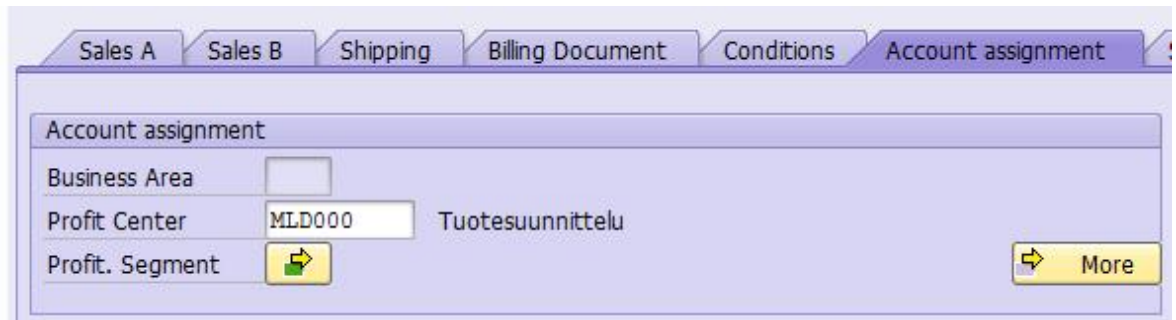 Sales A Sales B Shipping Billing Document Conditions Account assignment
Account assignment
Business Area
Profit Center MLD000 Tuotesuunnittelu
Profit. Segment More